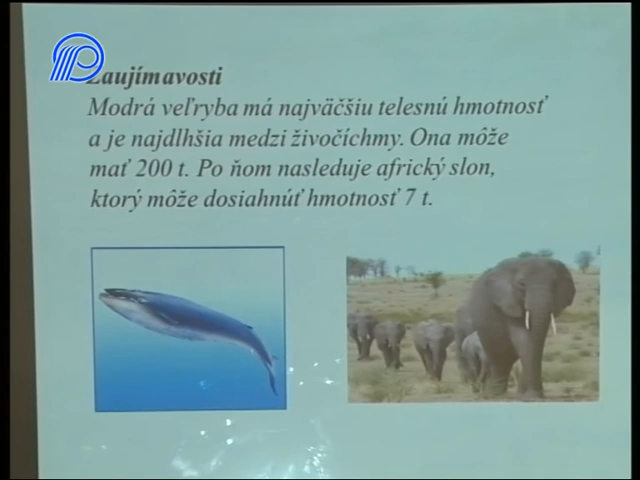 Zaujímavosti
Modrá veľryba má najväčšiu telesnú hmotnosť
a je najdlhšia medzi živočíchmy. Ona môže
mať 200 t. Po ňom nasleduje africký slon,
ktorý môže dosiahnúť hmotnosť 7 t.